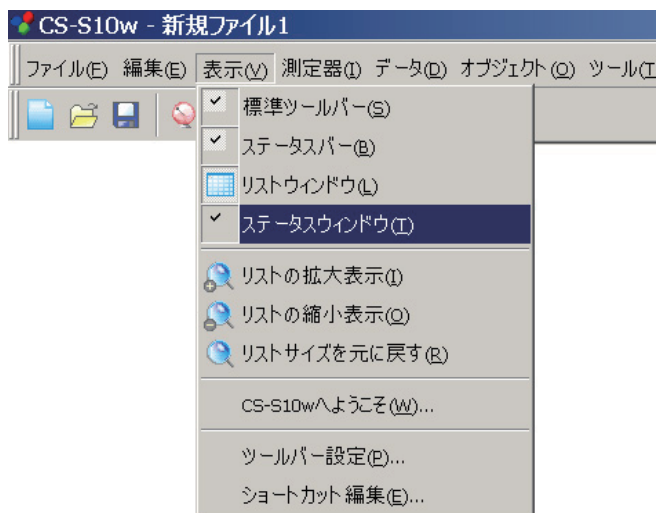 CS-S10w - 新規ファイル1
ファイル(F) 編集(E) 表示(V) 測定器(I) データ(D) オブジェクト(O) ツール(T
標準ツールバー(S)
ステータスバー(B)
リストウィンドウ(L)
ステータスウィンドウ(T)
リストの拡大表示(I)
リストの縮小表示(O)
リストサイズを元に戻す(R)
CS-S10wへようこそ(W)...
ツールバー設定(P)...
ショートカット編集(E)...